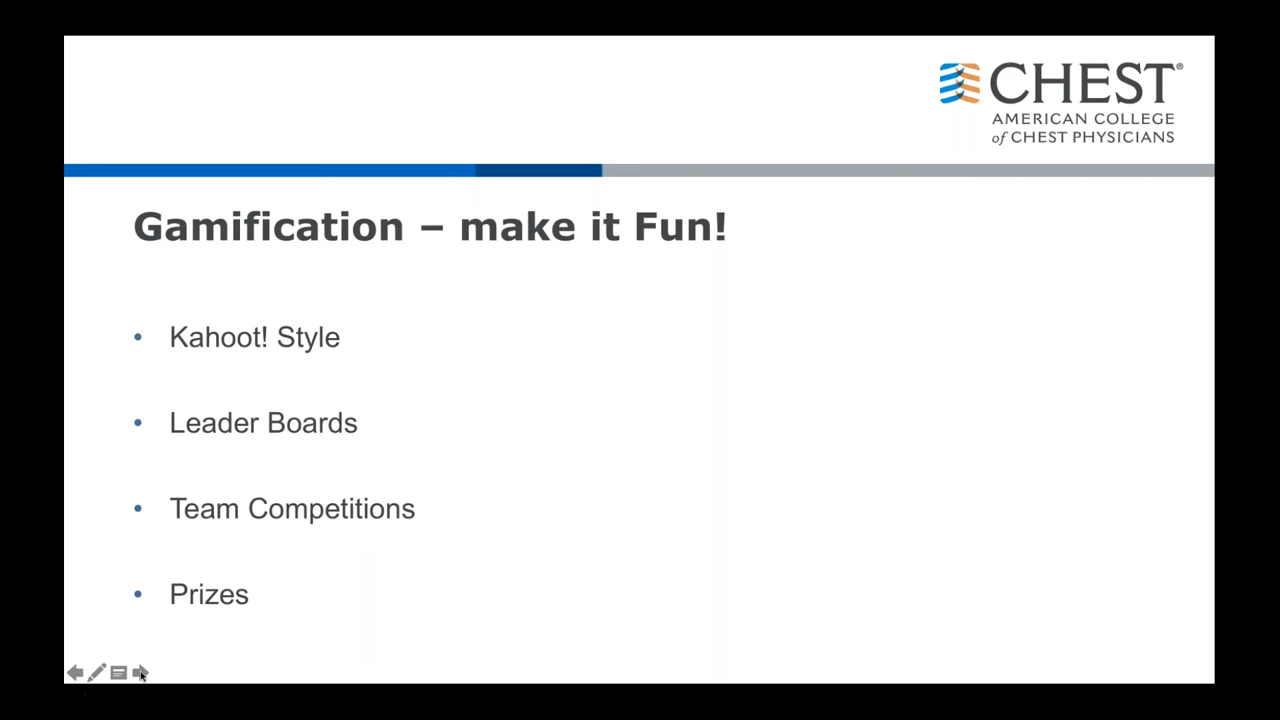 CHEST®
AMERICAN COLLEGE
of CHEST PHYSICIANS
Gamification – make it Fun!
• Kahoot! Style
• Leader Boards
• Team Competitions
• Prizes